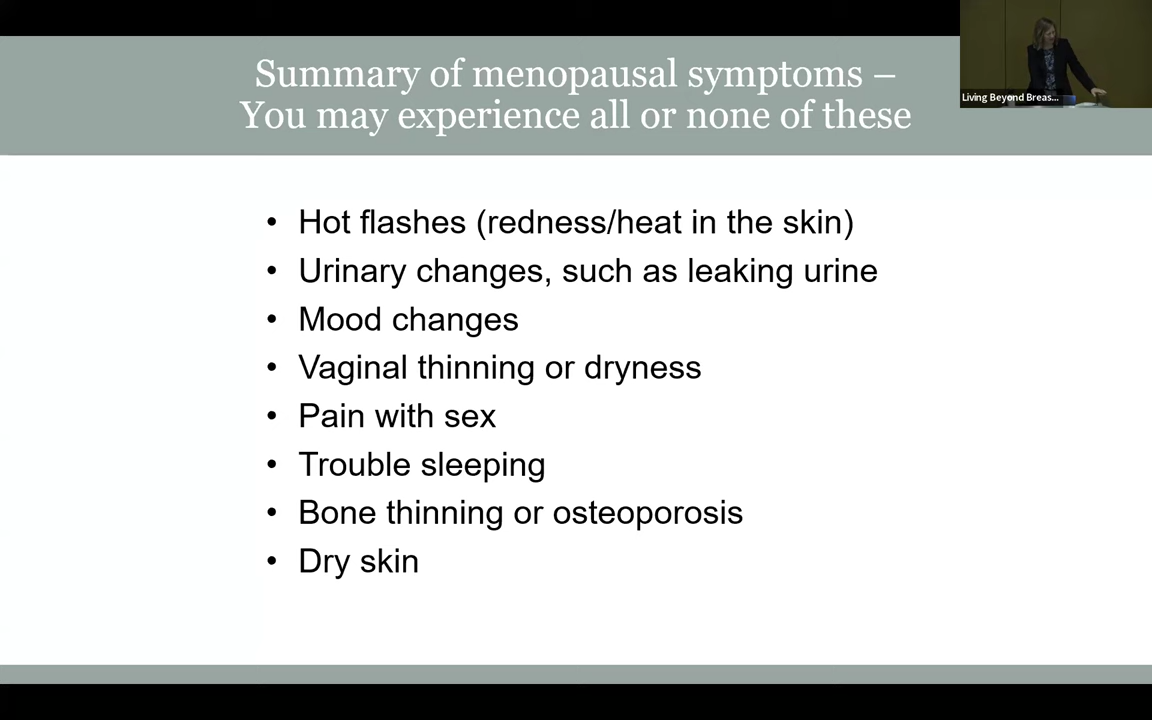 Summary of menopausal symptoms –
You may experience all or none of these
Living Beyond Breas...
• Hot flashes (redness/heat in the skin)
• Urinary changes, such as leaking urine
• Mood changes
• Vaginal thinning or dryness
• Pain with sex
• Trouble sleeping
• Bone thinning or osteoporosis
• Dry skin